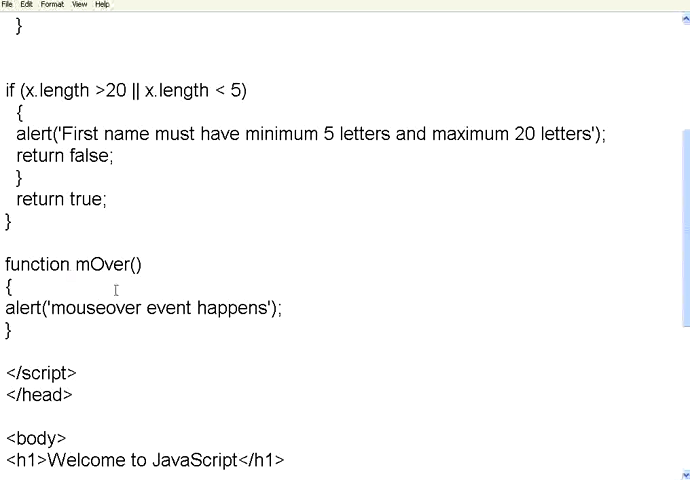 File Edit Format View Help
}
if (x.length >20 || x.length < 5)
{
alert('First name must have minimum 5 letters and maximum 20 letters');
return false;
}
return true;
}
function mOver()
{
alert('mouseover event happens');
}
</script>
</head>
<body>
<h1>Welcome to JavaScript</h1>